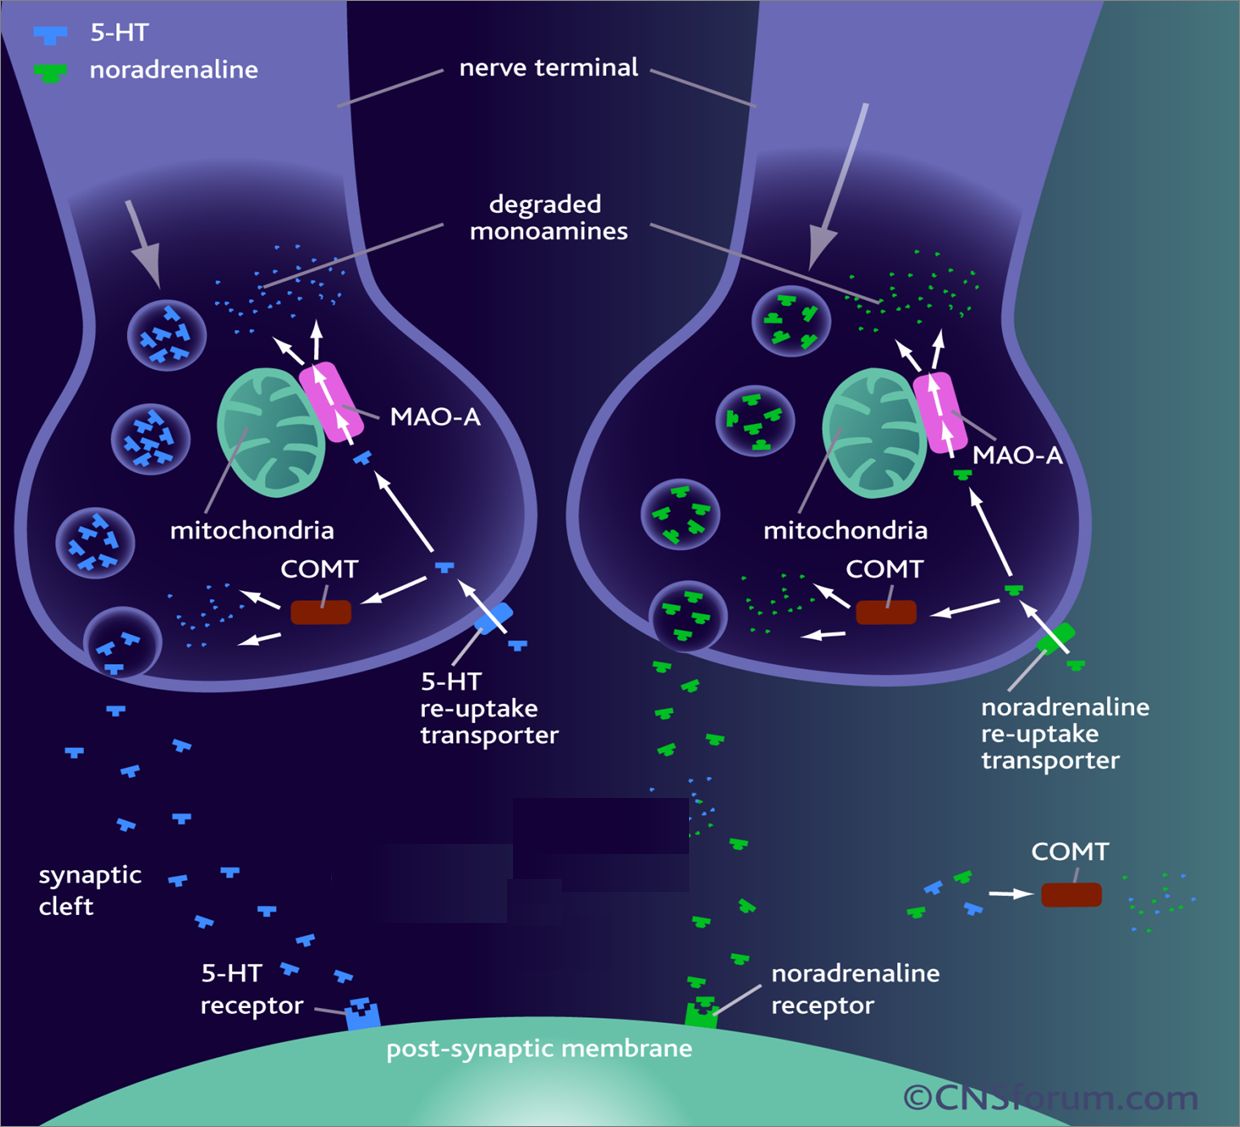 5-HT
noradrenaline
nerve terminal
degraded
monoamines
MAO-A
MAO-A
mitochondria
mitochondria
COMT
COMT
5-HT
re-uptake
transporter
noradrenaline
re-uptake
transporter
COMT
synaptic
cleft
5-HT
receptor
noradrenaline
receptor
post-synaptic membrane
©CNSforum.com